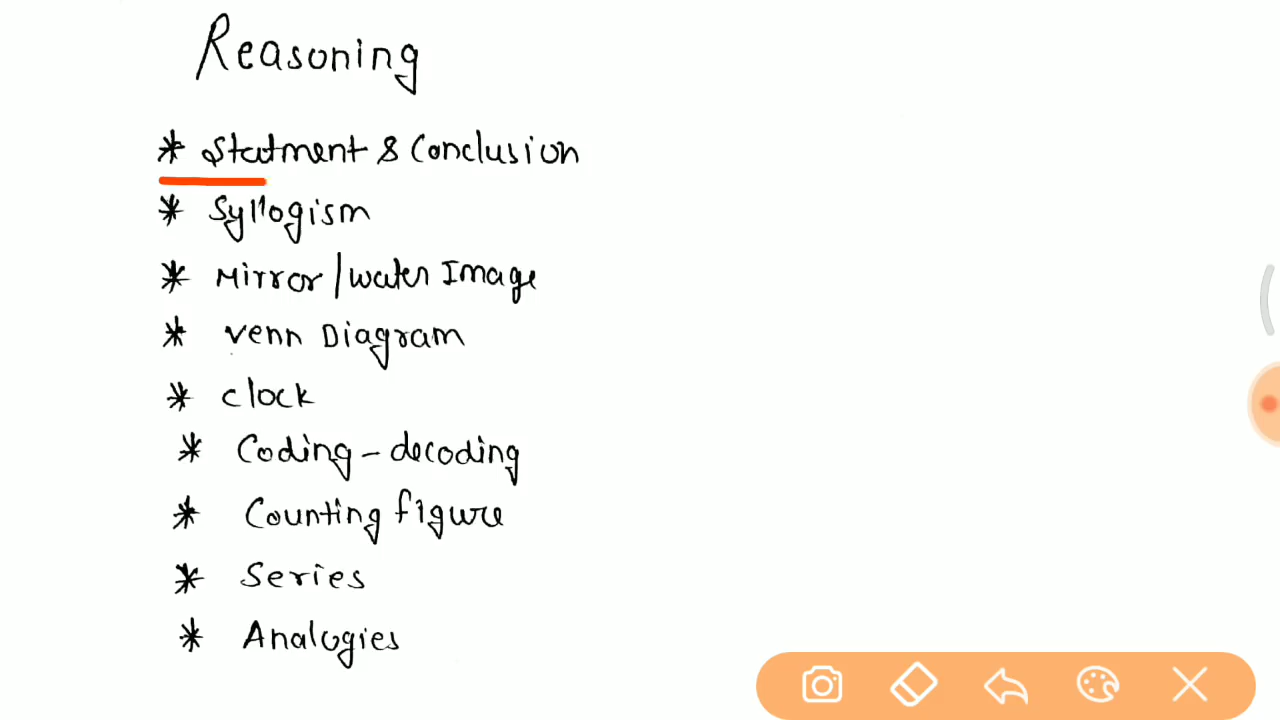 Reasoning
* Statment & Conclusion
* Syllogism
* Mirror/water Image
* Venn Diagram
* Clock
* Coding - decoding
* Counting figure
* Series
* Analogies